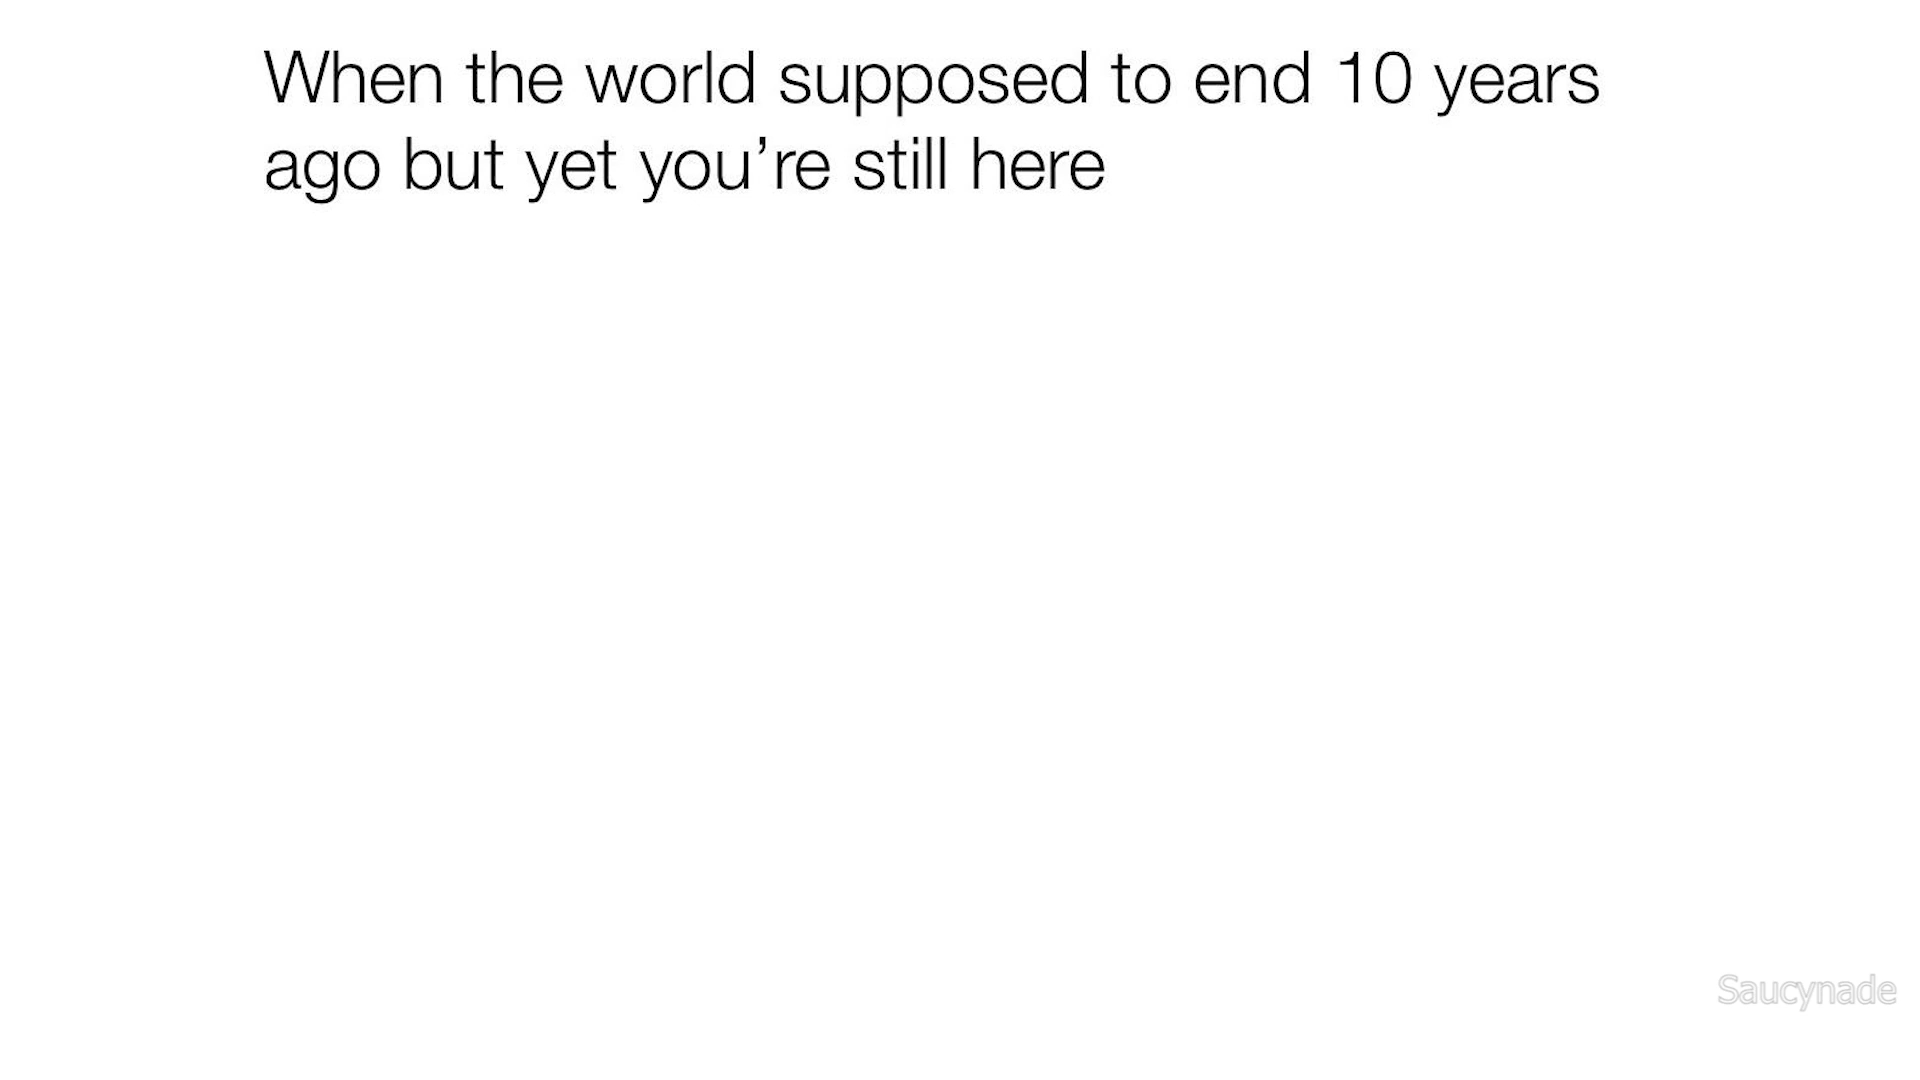 When the world supposed to end 10 years
ago but yet you’re still here
Saucynade